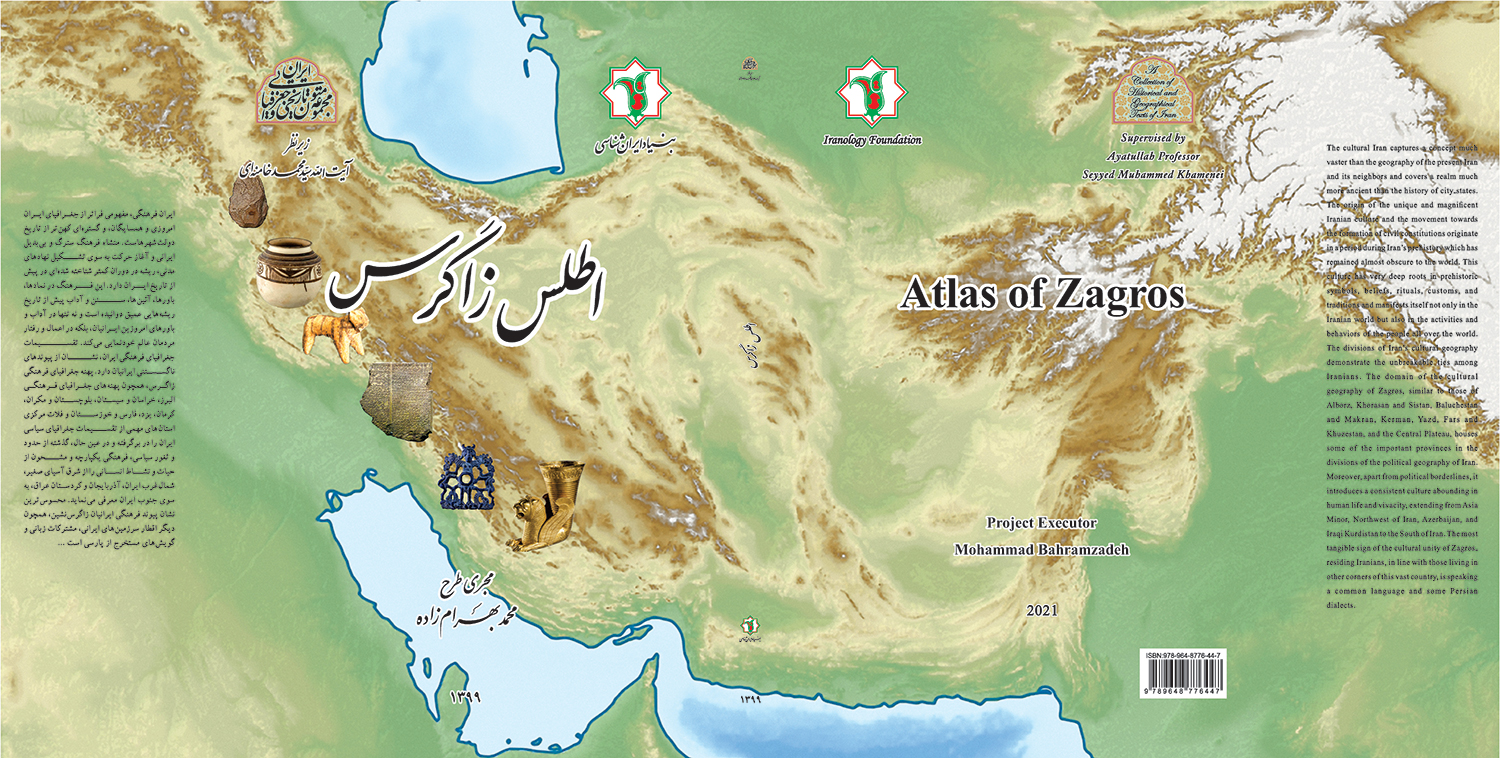 مجموعه متون تاریخی و جغرافیایی ایران
زیر نظر
آیت الله سید محمد خامنه‌ای
بنیاد ایران‌شناسی
اطلس زاگرس
مجری طرح
محمد بهرام‌زاده
۱۳۹۹
ایران فرهنگی، مفهومی فراتر از جغرافیای ایران
امروزی و همسایگان، و گستره‌ای کهن‌تر از تاریخ
دولت شهرهاست. منشاء فرهنگ سترگ و بی‌بدیل
ایرانی و آغاز حرکت به سوی تشکیل نهادهای
مدنی، ریشه در دوران کمتر شناخته شده‌ای در پیش
از تاریخ ایران دارد. این فرهنگ در نمادها،
باورها، آئین‌ها، سنن و آداب پیش از تاریخ
ریشه‌هایی عمیق دوانیده است و نه تنها در آداب و
باورهای امروزین ایرانیان، بلکه در اعمال و رفتار
مردمان عالم خودنمایی می‌کند. تقسیمات
جغرافیای فرهنگی ایران، نشان از پیوندهای
ناگسستنی ایرانیان دارد. پهنه جغرافیای فرهنگی
زاگرس، همچون پهنه‌های جغرافیای فرهنگی
البرز، خراسان و سیستان، بلوچستان و مکران،
کرمان، یزد، فارس و خوزستان و فلات مرکزی
استان‌های مهمی از تقسیمات جغرافیای سیاسی
ایران را در برگرفته و در عین حال، گذشته از حدود
و ثغور سیاسی، فرهنگی یکپارچه و مشحون از
حیات و نشاط انسانی را از شرق آسیای صغیر،
شمال غرب ایران، آذربایجان و کردستان عراق، به
سوی جنوب ایران معرفی می‌نماید. محسوس‌ترین
نشان پیوند فرهنگی ایرانیان زاگرس‌نشین، همچون
دیگر اقطار سرزمین‌های ایرانی، مشترکات زبانی و
گویش‌های مستخرج از پارسی است ...
اطلس زاگرس
۱۳۹۹
Iranology Foundation
A
Collection of
Historical and
Geographical
Texts of Iran
Supervised by
Ayatullah Professor
Seyyed Muhammed Khamenei
Atlas of Zagros
Project Executor
Mohammad Bahramzadeh
2021
ISBN:978-964-8776-44-7
9 789648 776447
The cultural Iran captures a concept much
vaster than the geography of the present Iran
and its neighbors and covers a realm much
more ancient than the history of city-states.
The origin of the unique and magnificent
Iranian culture and the movement towards
the formation of civil constitutions originate
in a period during Iran's prehistory which has
remained almost obscure to the world. This
culture has very deep roots in prehistoric
symbols, beliefs, rituals, customs, and
traditions and manifests itself not only in the
Iranian world but also in the activities and
behaviors of the people all over the world.
The divisions of Iran's cultural geography
demonstrate the unbreakable ties among
Iranians. The domain of the cultural
geography of Zagros, similar to those of
Alborz, Khorasan and Sistan, Baluchestan
and Makran, Kerman, Yazd, Fars and
Khuzestan, and the Central Plateau, houses
some of the important provinces in the
divisions of the political geography of Iran.
Moreover, apart from political borderlines, it
introduces a consistent culture abounding in
human life and vivacity, extending from Asia
Minor, Northwest of Iran, Azerbaijan, and
Iraqi Kurdistan to the South of Iran. The most
tangible sign of the cultural unity of Zagros,
residing Iranians, in line with those living in
other corners of this vast country, is speaking
a common language and some Persian
dialects.